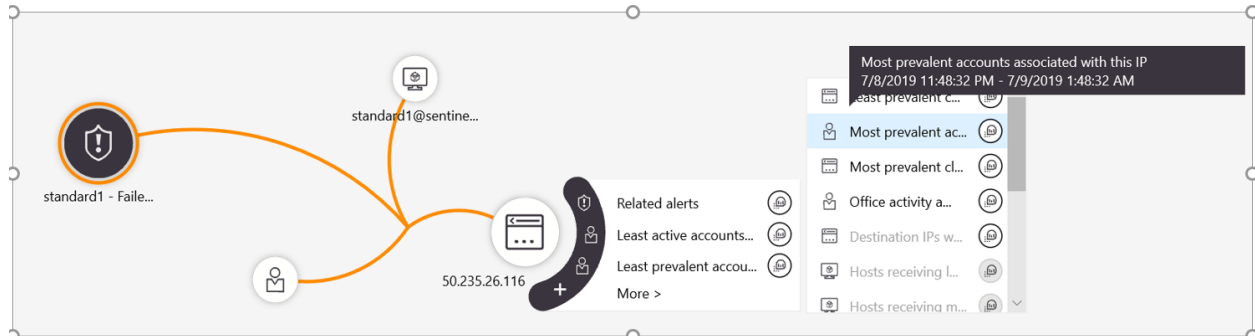 Most prevalent accounts associated with this IP
7/8/2019 11:48:32 PM - 7/9/2019 1:48:32 AM
prevalent c...
standard1@sentine...
Most prevalent ac...
Most prevalent cl...
standard1 - Faile...
Related alerts
Office activity a...
Least active accounts...
Destination IPs w...
Least prevalent accou...
Hosts receiving l...
50.235.26.116
More >
Hosts receiving m...